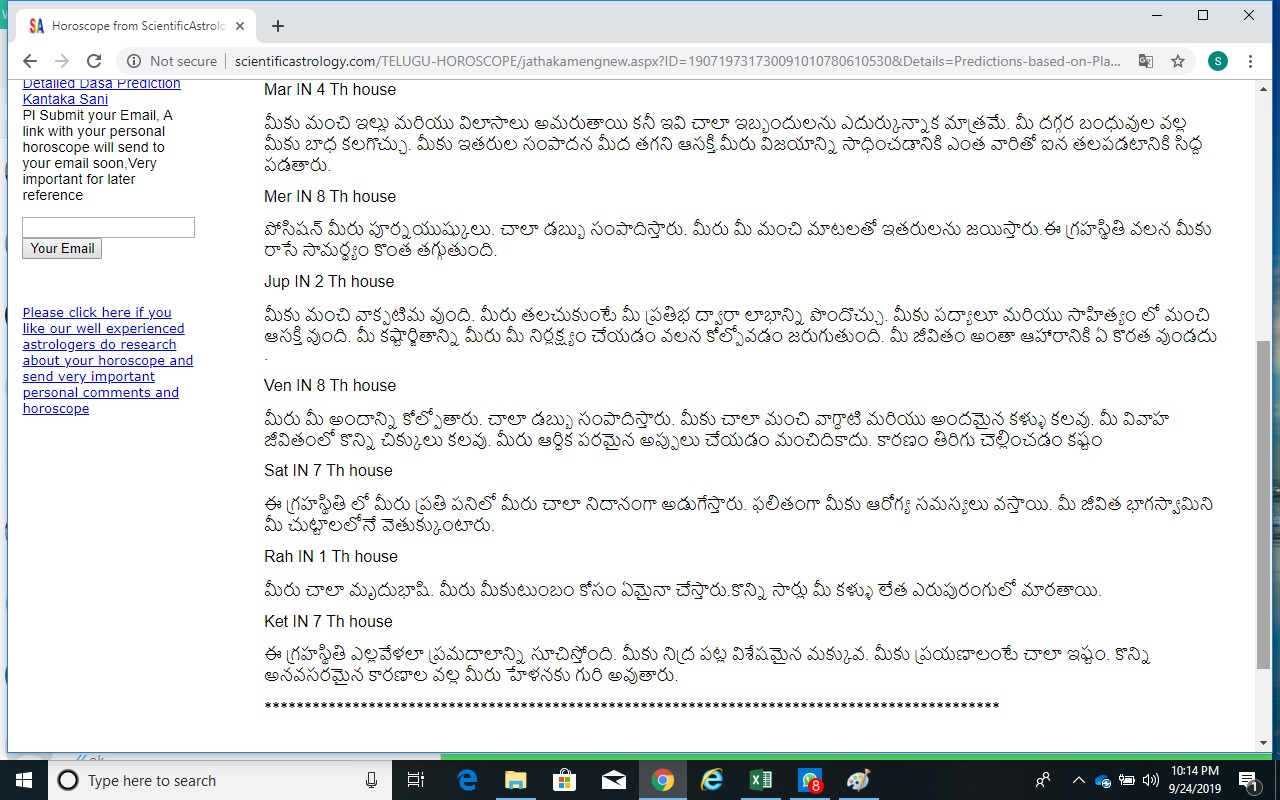 Horoscope from ScientificAstrolo
Not secure | scientificastrology.com/TELUGU-HOROSCOPE/jathakamengnew.aspx?ID=190719731730091010780610530&Details=Predictions-based-on-Pla...
S
Detailed Dasa Prediction
Kantaka Sani
Pl Submit your Email, A
link with your personal
horoscope will send to
your email soon,Very
important for later
reference
Your Email
Please click here if you
like our well experienced
astrologers do research
about your horoscope and
send very important
personal comments and
horoscope
Mar IN 4 Th house
మీకు మంచి ఇల్లు మరియు విలాసాలు అమరుతాయి కనీ ఇవి చాలా ఇబ్బందులను ఎదుర్కున్నాక మాత్రమే. మీ దగ్గర బంధువుల వల్ల
మీకు బాధ కలగొచ్చు. మీకు ఇతరుల సంపాదన మీద తగని ఆసక్తి.మీరు విజయాన్ని సాధించడానికి ఎంత వారితో ఐన తలపడటానికి సిద్ద
పడతారు.
Mer IN 8 Th house
పోసిషన్ మీరు పూర్నయుష్కులు. చాలా డబ్బు సంపాదిస్తారు. మీరు మీ మంచి మాటలతో ఇతరులను జయిస్తారు.ఈ గ్రహస్థితి వలన మీకు
రాసే సామర్థ్యం కొంత తగ్గుతుంది.
Jup IN 2 Th house
మీకు మంచి వాక్పటిమ వుంది. మీరు తలచుకుంటే మీ ప్రతిభ ద్వారా లాభాన్ని పొందొచ్చు. మీకు పద్యాలూ మరియు సాహిత్యం లో మంచి
ఆసక్తి వుంది. మీ కష్టార్జితాన్ని మీరు మీ నిర్లక్ష్యం చేయడం వలన కోల్పోవడం జరుగుతుంది. మీ జీవితం అంతా ఆహారానికి ఏ కొరత వుండదు
.
Ven IN 8 Th house
మీరు మీ అందాన్ని కోల్పోతారు. చాలా డబ్బు సంపాదిస్తారు. మీకు చాలా మంచి వాగ్ధాటి మరియు అందమైన కళ్ళు కలవు. మీ వివాహ
జీవితంలో కొన్ని చిక్కులు కలవు. మీరు ఆర్ధిక పరమైన అప్పులు చేయడం మంచిదికాదు. కారణం తిరిగు చెల్లించడం కష్టం
Sat IN 7 Th house
ఈ గ్రహస్థితి లో మీరు ప్రతి పనిలో మీరు చాలా నిదానంగా అడుగేస్తారు. ఫలితంగా మీకు ఆరోగ్య సమస్యలు వస్తాయి. మీ జీవిత భాగస్వామిని
మీ చుట్టాలలోనే వెతుక్కుంటారు.
Rah IN 1 Th house
మీరు చాలా మృదుభాషి. మీరు మీకుటుంబం కోసం ఏమైనా చేస్తారు.కొన్ని సార్లు మీ కళ్ళు లేత ఎరుపురంగులో మారతాయి.
Ket IN 7 Th house
ఈ గ్రహస్థితి ఎల్లవేళలా ప్రమదాలాన్ని సూచిస్తోంది. మీకు నిద్ర పట్ల విశేషమైన మక్కువ. మీకు ప్రయణాలంటే చాలా ఇష్టం. కొన్ని
అనవసరమైన కారణాల వల్ల మీరు హేళనకు గురి అవుతారు.
********************************************************************************************
Type here to search
8
10:14 PM
9/24/2019
1